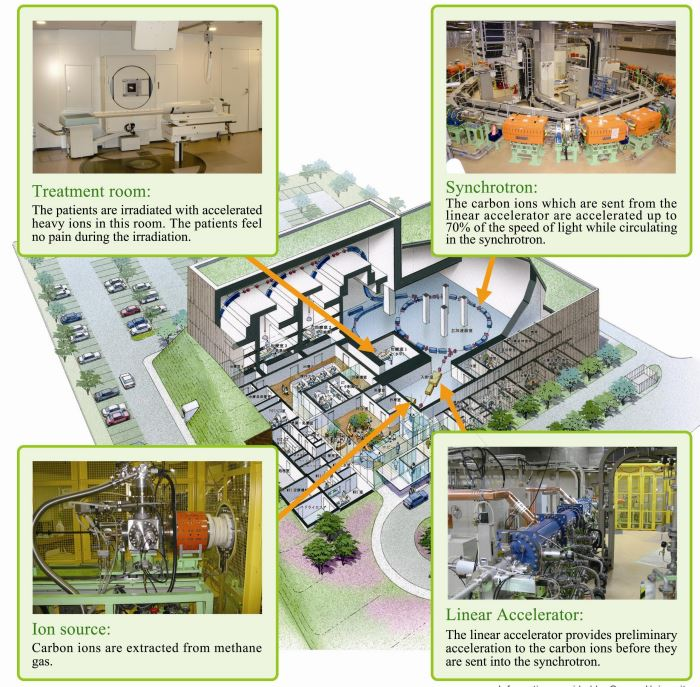 Treatment room:
The patients are irradiated with accelerated
heavy ions in this room. The patients feel
no pain during the irradiation.
Synchrotron:
The carbon ions which are sent from the
linear accelerator are accelerated up to
70% of the speed of light while circulating
in the synchrotron.
Ion source:
Carbon ions are extracted from methane
gas.
Linear Accelerator:
The linear accelerator provides preliminary
acceleration to the carbon ions before they
are sent into the synchrotron.